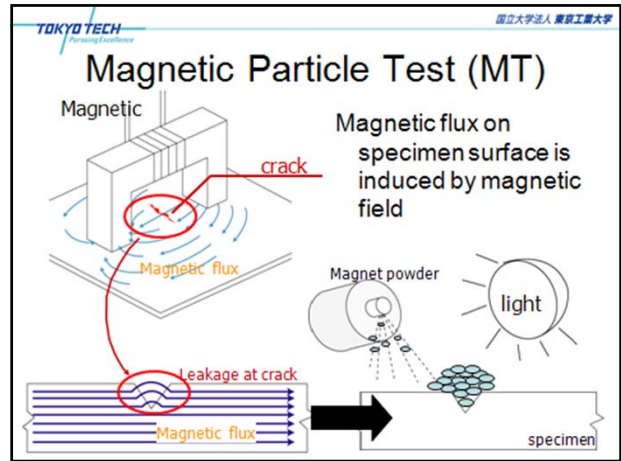 TOKYO TECH
Pursuing Excellence
国立大学法人 東京工業大学
Magnetic Particle Test (MT)
Magnetic
crack
Magnetic flux
Magnetic flux on
specimen surface is
induced by magnetic
field
Magnet powder
light
Leakage at crack
Magnetic flux
specimen